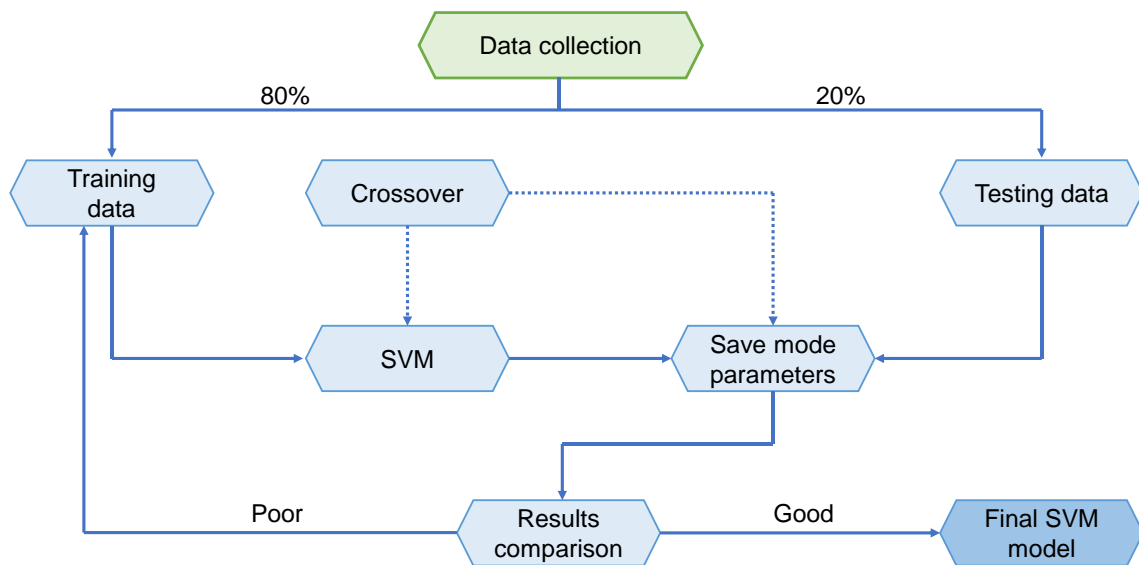 Data collection
80%
20%
Training
data
Crossover
Testing data
SVM
Save mode
parameters
Poor
Results
comparison
Good
Final SVM
model